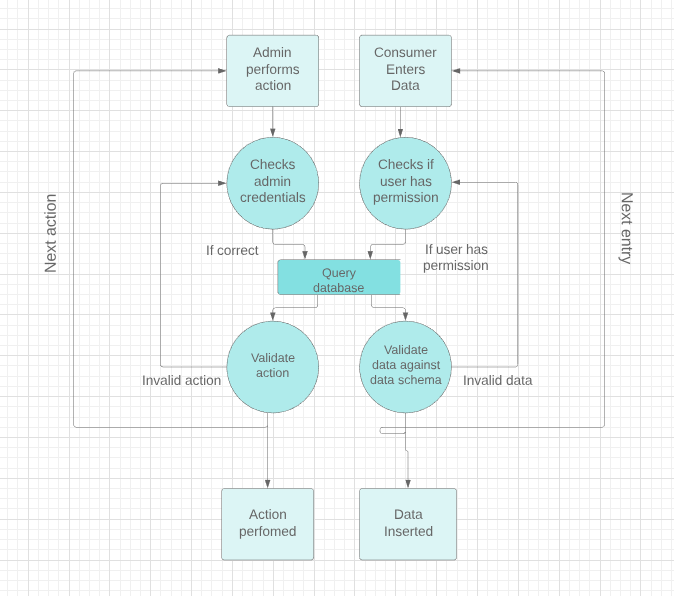 Admin
performs
action
Consumer
Enters
Data
Checks
admin
credentials
Checks if
user has
permission
Next action
Next entry
If correct
If user has
permission
Query
database
Validate
action
Validate
data against
data schema
Invalid action
Invalid data
Action
perfomed
Data
Inserted